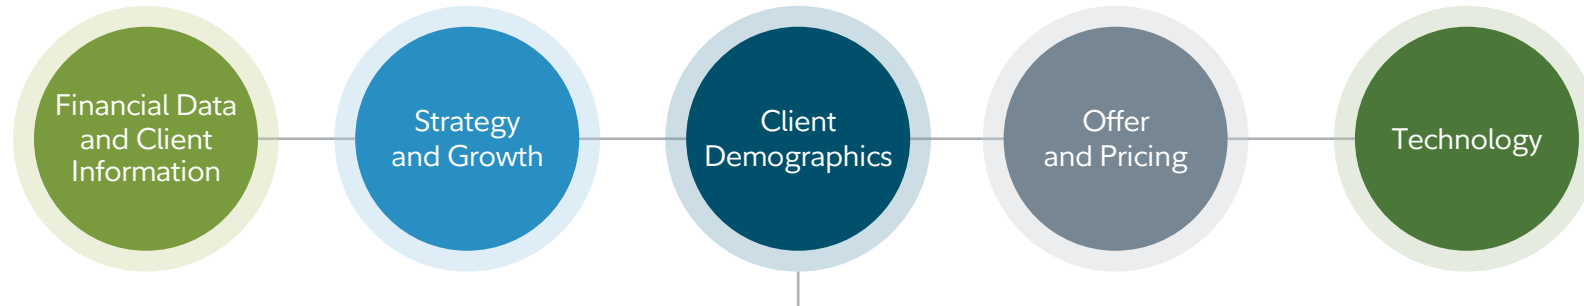 Financial Data
and Client
Information
Strategy
and Growth
Client
Demographics
Offer
and Pricing
Technology